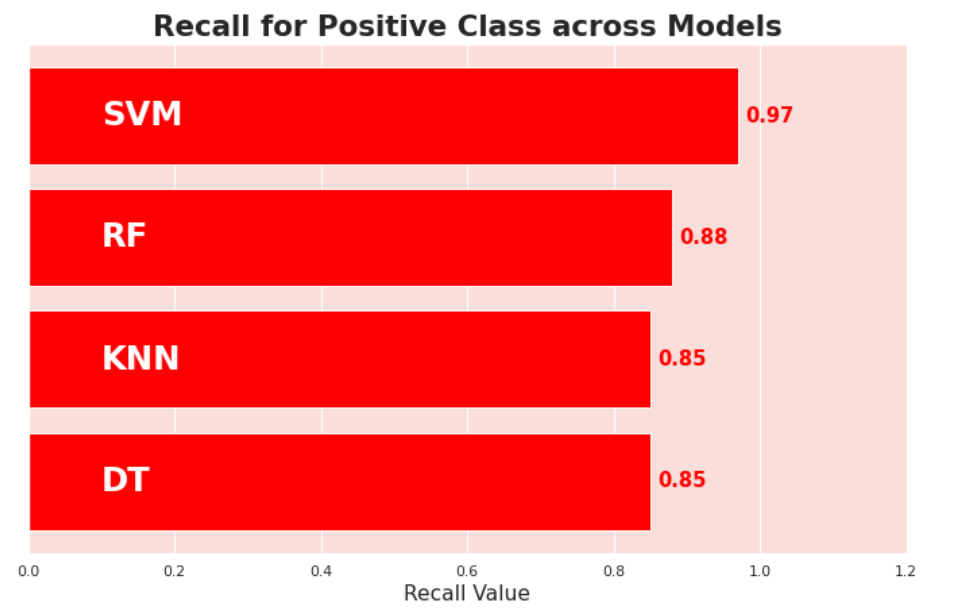 Recall for Positive Class across Models
SVM
0.97
RF
0.88
KNN
0.85
DT
0.85
0.0 0.2 0.4 0.6 0.8 1.0 1.2
Recall Value